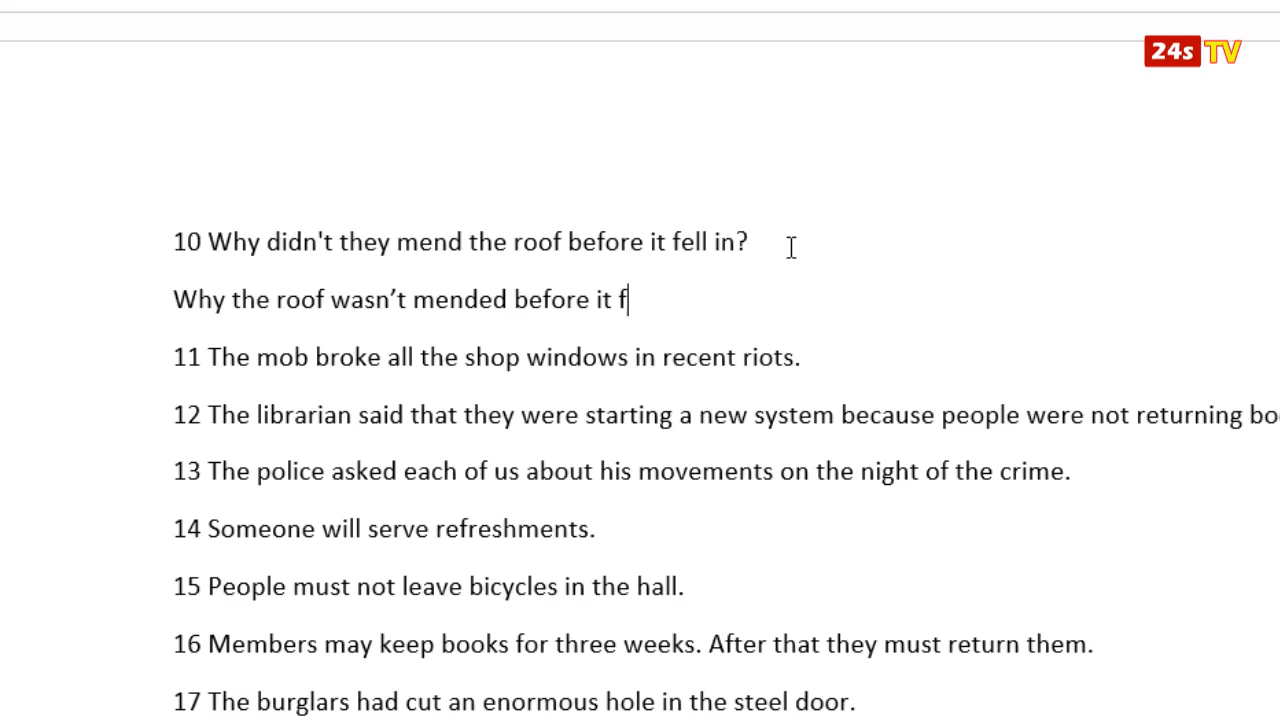 24s TV
10 Why didn't they mend the roof before it fell in?
Why the roof wasn’t mended before it f
11 The mob broke all the shop windows in recent riots.
12 The librarian said that they were starting a new system because people were not returning bo
13 The police asked each of us about his movements on the night of the crime.
14 Someone will serve refreshments.
15 People must not leave bicycles in the hall.
16 Members may keep books for three weeks. After that they must return them.
17 The burglars had cut an enormous hole in the steel door.